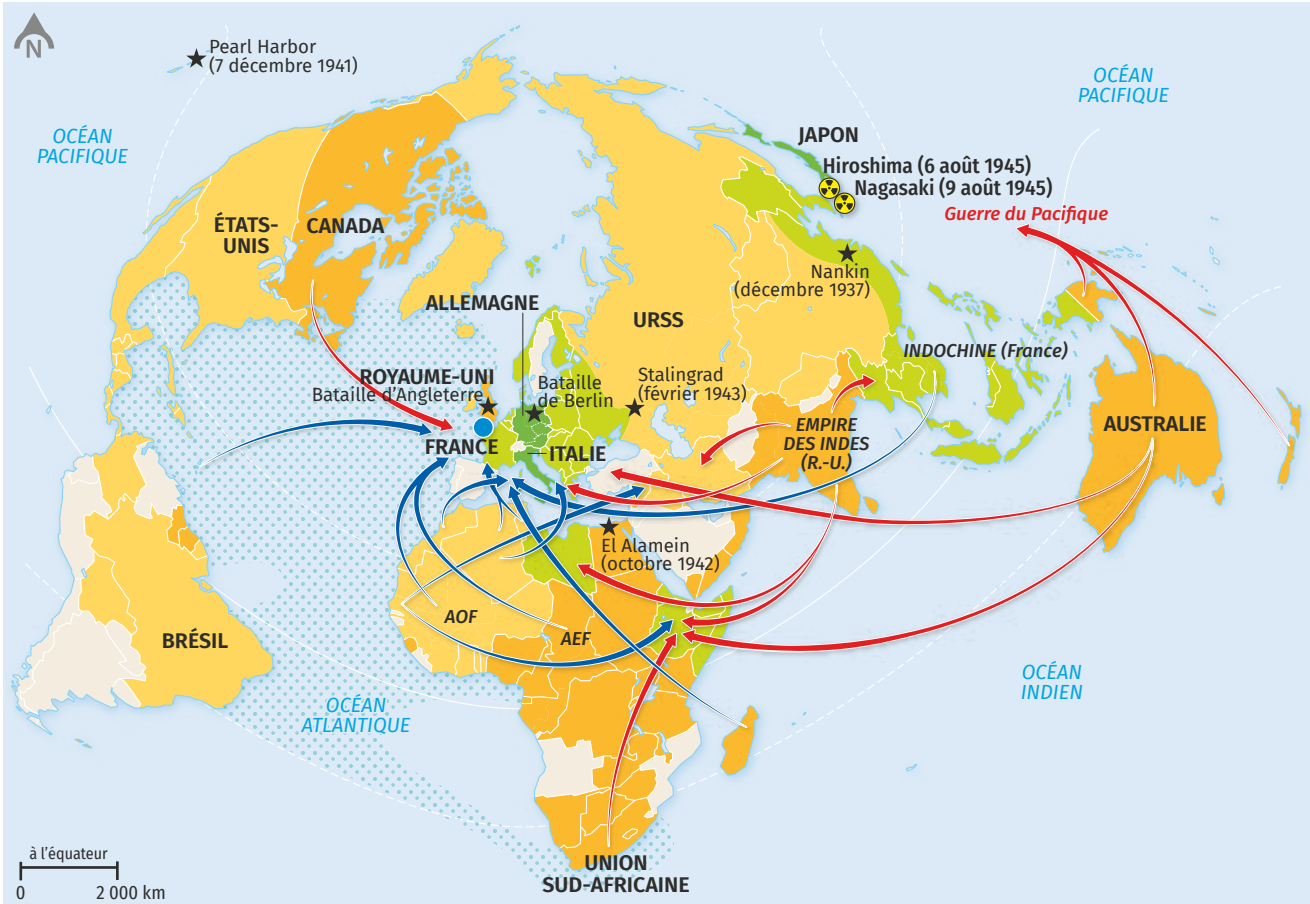 N
Pearl Harbor
(7 décembre 1941)
OCÉAN
PACIFIQUE
OCÉAN
PACIFIQUE
JAPON
Hiroshima (6 août 1945)
Nagasaki (9 août 1945)
Guerre du Pacifique
ÉTATS-
UNIS
CANADA
Nankin
(décembre 1937)
ALLEMAGNE
URSS
INDOCHINE (France)
ROYAUME-UNI
Bataille d'Angleterre
Bataille
de Berlin
Stalingrad
(février 1943)
EMPIRE
DES INDES
(R.-U.)
AUSTRALIE
FRANCE
ITALIE
El Alamein
(octobre 1942)
AOF
AEF
BRÉSIL
OCÉAN
ATLANTIQUE
OCÉAN
INDIEN
UNION
SUD-AFRICAINE
à l'équateur
0 2 000 km